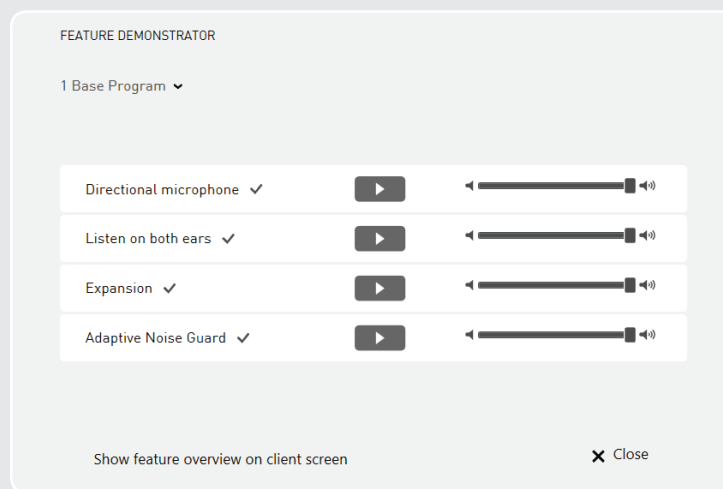 FEATURE DEMONSTRATOR
1 Base Program
Directional microphone
Listen on both ears
Expansion
Adaptive Noise Guard
Show feature overview on client screen
Close